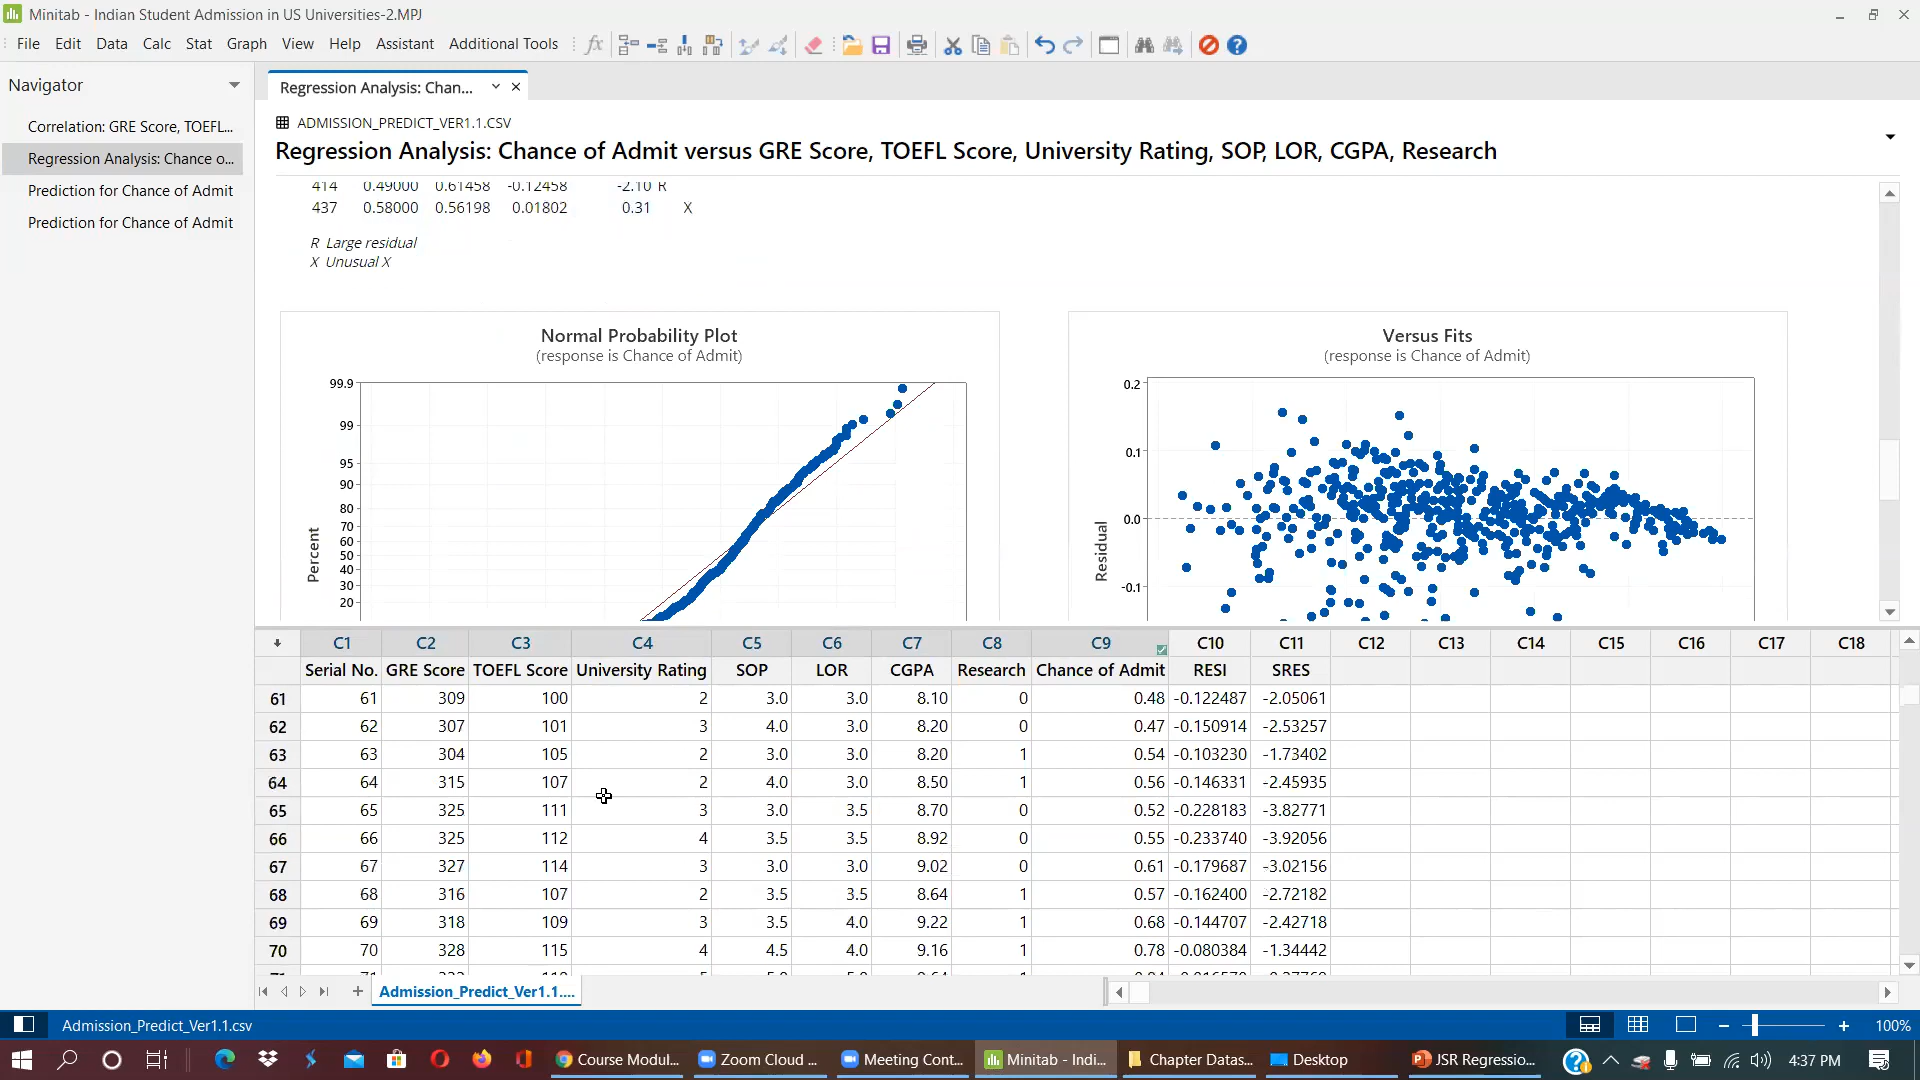 Minitab - Indian Student Admission in US Universities-2.MPJ
File Edit Data Calc Stat Graph View Help Assistant Additional Tools
Navigator
Correlation: GRE Score, TOEFL...
Regression Analysis: Chance o...
Prediction for Chance of Admit
Prediction for Chance of Admit
Regression Analysis: Chan...
ADMISSION_PREDICT_VER1.1.CSV
Regression Analysis: Chance of Admit versus GRE Score, TOEFL Score, University Rating, SOP, LOR, CGPA, Research
414 0.49000 0.61458 -0.12458 -2.10 R
437 0.58000 0.56198 0.01802 0.31 X
R Large residual
X Unusual X
Normal Probability Plot
(response is Chance of Admit)
Percent
99.9
99
95
90
80
70
60
50
40
30
20
Versus Fits
(response is Chance of Admit)
Residual
0.2
0.1
0.0
-0.1
C1 C2 C3 C4 C5 C6 C7 C8 C9 C10 C11 C12 C13 C14 C15 C16 C17 C18
Serial No. GRE Score TOEFL Score University Rating SOP LOR CGPA Research Chance of Admit RESI SRES
61 61 309 100 2 3.0 3.0 8.10 0 0.48 -0.122487 -2.05061
62 62 307 101 3 4.0 3.0 8.20 0 0.47 -0.150914 -2.53257
63 63 304 105 2 3.0 3.0 8.20 1 0.54 -0.103230 -1.73402
64 64 315 107 2 4.0 3.0 8.50 1 0.56 -0.146331 -2.45935
65 65 325 111 3 3.0 3.5 8.70 0 0.52 -0.228183 -3.82771
66 66 325 112 4 3.5 3.5 8.92 0 0.55 -0.233740 -3.92056
67 67 327 114 3 3.0 3.0 9.02 0 0.61 -0.179687 -3.02156
68 68 316 107 2 3.5 3.5 8.64 1 0.57 -0.162400 -2.72182
69 69 318 109 3 3.5 4.0 9.22 1 0.68 -0.144707 -2.42718
70 70 328 115 4 4.5 4.0 9.16 1 0.78 -0.080384 -1.34442
Admission_Predict_Ver1.1....
Admission_Predict_Ver1.1.csv
100%
Course Modul...
Zoom Cloud ...
Meeting Cont...
Minitab - Indi...
Chapter Datas...
Desktop
JSR Regressio...
4:37 PM